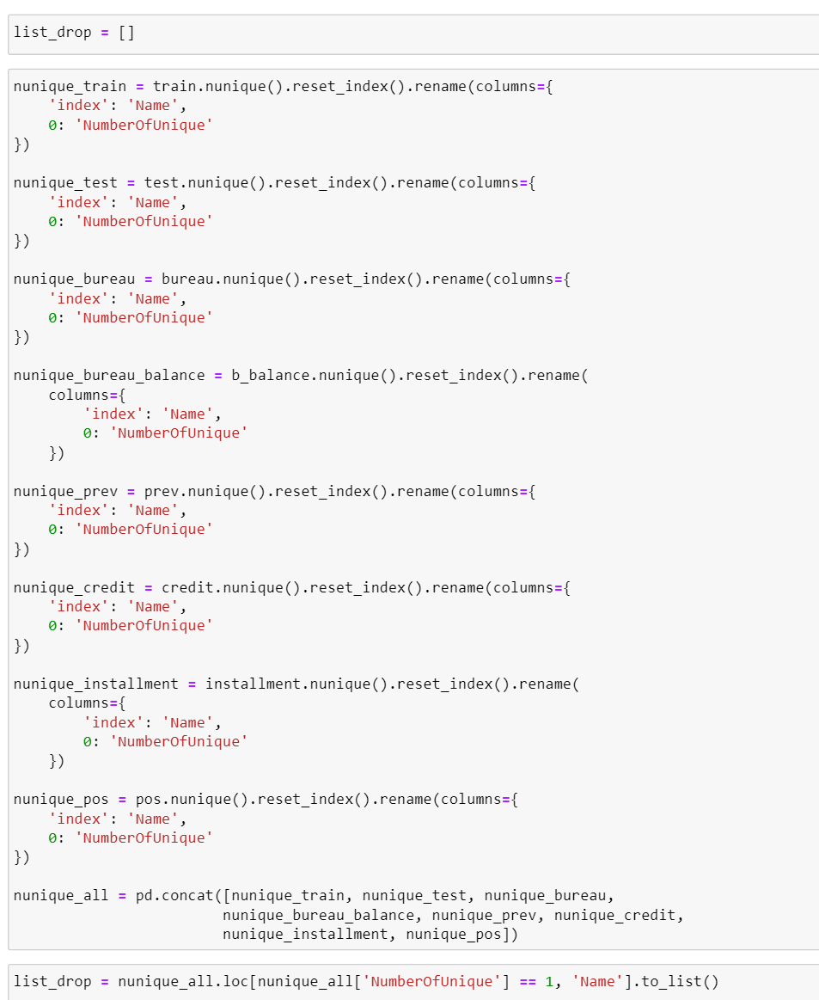 list_drop = []
nunique_train = train.nunique().reset_index().rename(columns={
    'index': 'Name',
    0: 'NumberOfUnique'
})
nunique_test = test.nunique().reset_index().rename(columns={
    'index': 'Name',
    0: 'NumberOfUnique'
})
nunique_bureau = bureau.nunique().reset_index().rename(columns={
    'index': 'Name',
    0: 'NumberOfUnique'
})
nunique_bureau_balance = b_balance.nunique().reset_index().rename(
    columns={
        'index': 'Name',
        0: 'NumberOfUnique'
    })
nunique_prev = prev.nunique().reset_index().rename(columns={
    'index': 'Name',
    0: 'NumberOfUnique'
})
nunique_credit = credit.nunique().reset_index().rename(columns={
    'index': 'Name',
    0: 'NumberOfUnique'
})
nunique_installment = installment.nunique().reset_index().rename(
    columns={
        'index': 'Name',
        0: 'NumberOfUnique'
    })
nunique_pos = pos.nunique().reset_index().rename(columns={
    'index': 'Name',
    0: 'NumberOfUnique'
})
nunique_all = pd.concat([nunique_train, nunique_test, nunique_bureau,
                        nunique_bureau_balance, nunique_prev, nunique_credit,
                        nunique_installment, nunique_pos])
list_drop = nunique_all.loc[nunique_all['NumberOfUnique'] == 1, 'Name'].to_list()